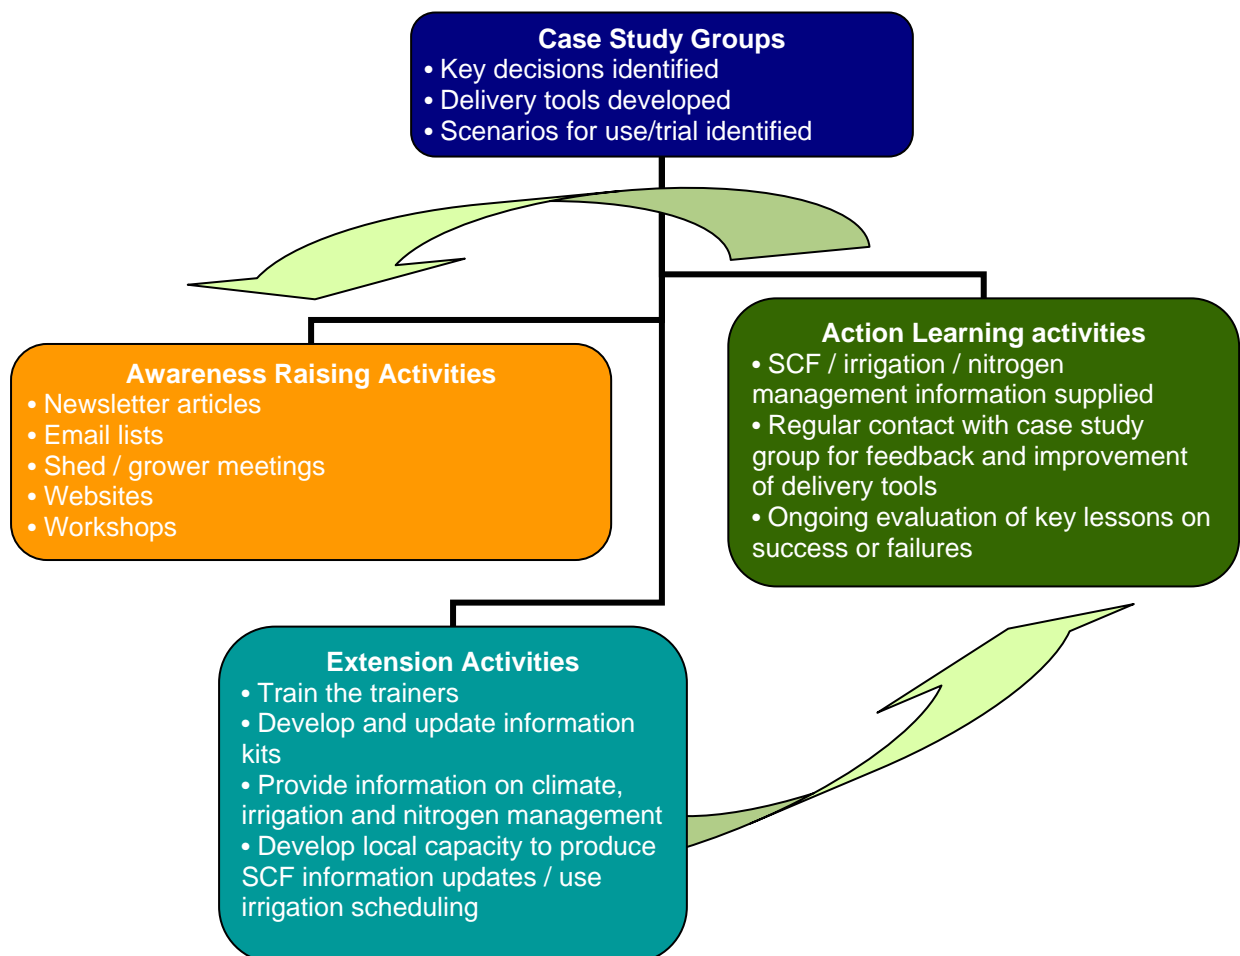 Case Study Groups
• Key decisions identified
• Delivery tools developed
• Scenarios for use/trial identified
Awareness Raising Activities
• Newsletter articles
• Email lists
• Shed / grower meetings
• Websites
• Workshops
Action Learning activities
• SCF / irrigation / nitrogen
management information supplied
• Regular contact with case study
group for feedback and improvement
of delivery tools
• Ongoing evaluation of key lessons on
success or failures
Extension Activities
• Train the trainers
• Develop and update information
kits
• Provide information on climate,
irrigation and nitrogen management
• Develop local capacity to produce
SCF information updates / use
irrigation scheduling